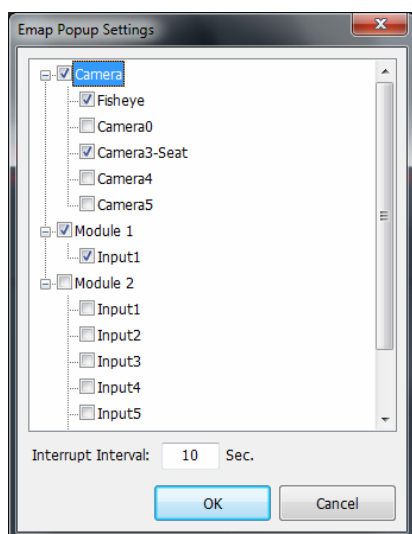 Emap Popup Settings
Camera
Fisheye
Camera0
Camera3-Seat
Camera4
Camera5
Module 1
Input1
Module 2
Input1
Input2
Input3
Input4
Input5
Interrupt Interval: 10 Sec.
OK Cancel